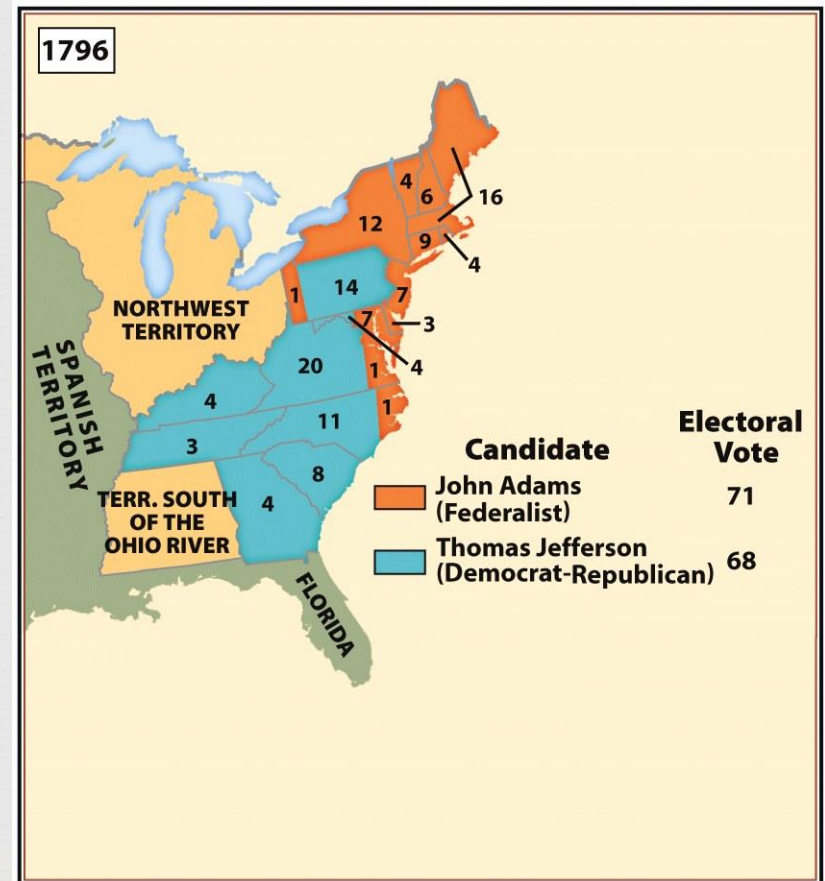 1796
4
6
16
12
9
4
1
14
7
7
3
NORTHWEST
TERRITORY
20
1
4
SPANISH
TERRITORY
4
1
11
3
8
TERR. SOUTH
OF THE
OHIO RIVER
4
FLORIDA
Candidate
Electoral
Vote
John Adams
(Federalist)
71
Thomas Jefferson
(Democrat-Republican)
68